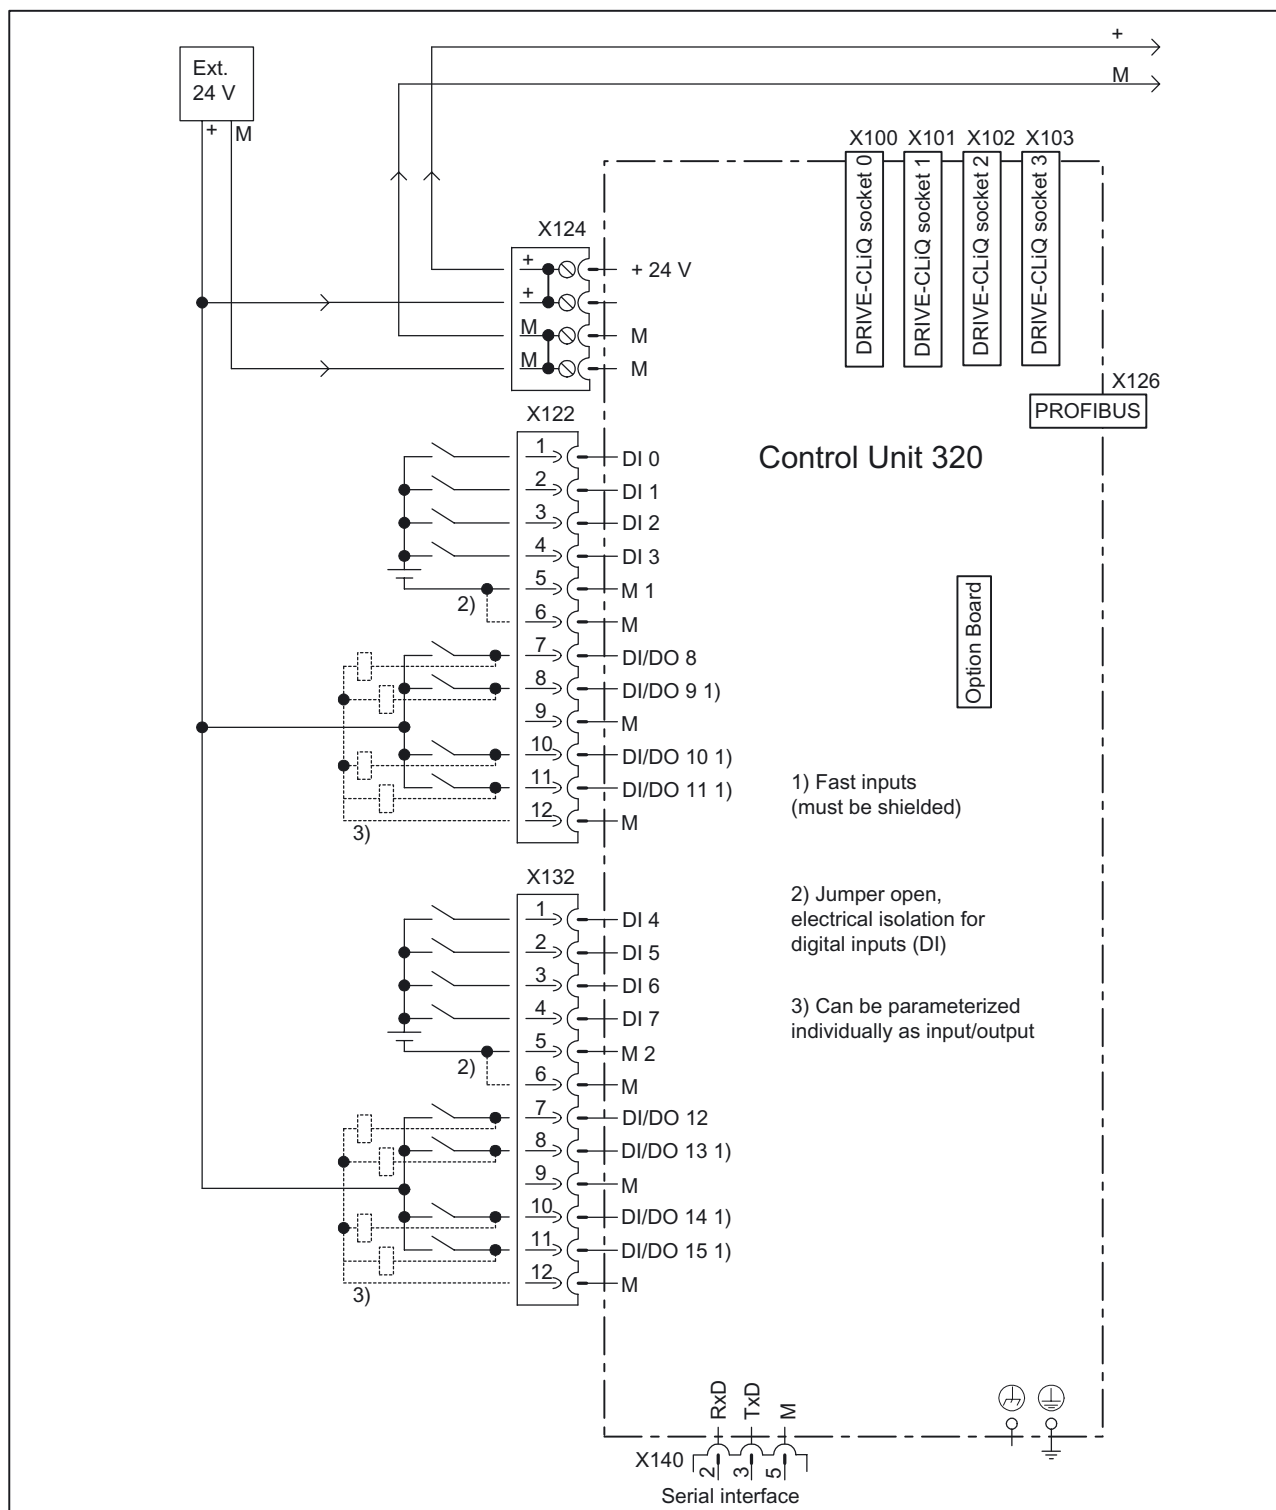 +
M
Ext.
24 V
+
M
X100 X101 X102 X103
DRIVE-CLiQ socket 0
DRIVE-CLiQ socket 1
DRIVE-CLiQ socket 2
DRIVE-CLiQ socket 3
X124
+ + 24 V
+
M M
M M
X126
PROFIBUS
Control Unit 320
X122
1 DI 0
2 DI 1
3 DI 2
4 DI 3
5 M 1
2)
6 M
7 DI/DO 8
8 DI/DO 9 1)
9 M
10 DI/DO 10 1)
11 DI/DO 11 1)
12 M
3)
Option Board
1) Fast inputs
(must be shielded)
2) Jumper open,
electrical isolation for
digital inputs (DI)
3) Can be parameterized
individually as input/output
X132
1 DI 4
2 DI 5
3 DI 6
4 DI 7
5 M 2
2)
6 M
7 DI/DO 12
8 DI/DO 13 1)
9 M
10 DI/DO 14 1)
11 DI/DO 15 1)
12 M
3)
RxD
TxD
M
X140
2
3
5
Serial interface